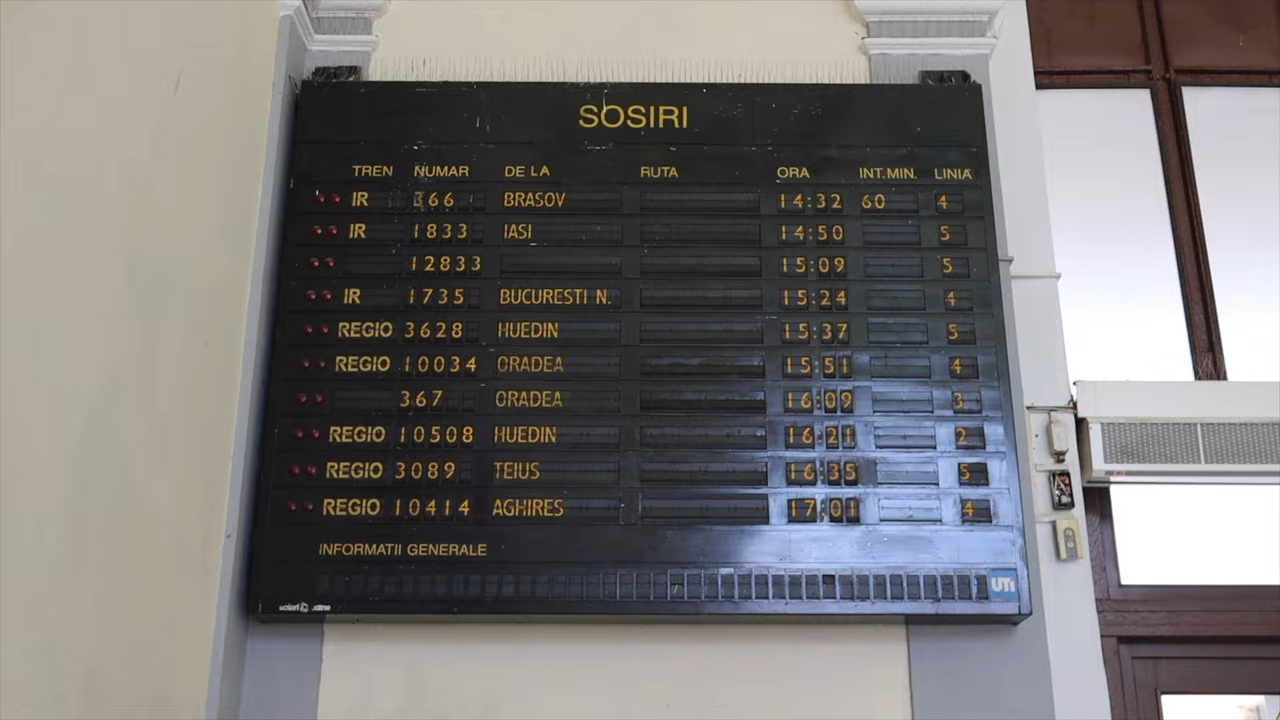 SOSIRI
TREN NUMAR DE LA RUTA ORA INT.MIN. LINIA
IR 366 BRASOV 14:32 60 4
IR 1833 IASI 14:50 5
12833 15:09 5
IR 1735 BUCURESTI N. 15:24 4
REGIO 3628 HUEDIN 15:37 5
REGIO 10034 ORADEA 15:51 4
367 ORADEA 16:09 3
REGIO 10508 HUEDIN 16:21 2
REGIO 3089 TEIUS 16:35 5
REGIO 10414 AGHIRES 17:01 4
INFORMATII GENERALE
7 UTi
solari dine